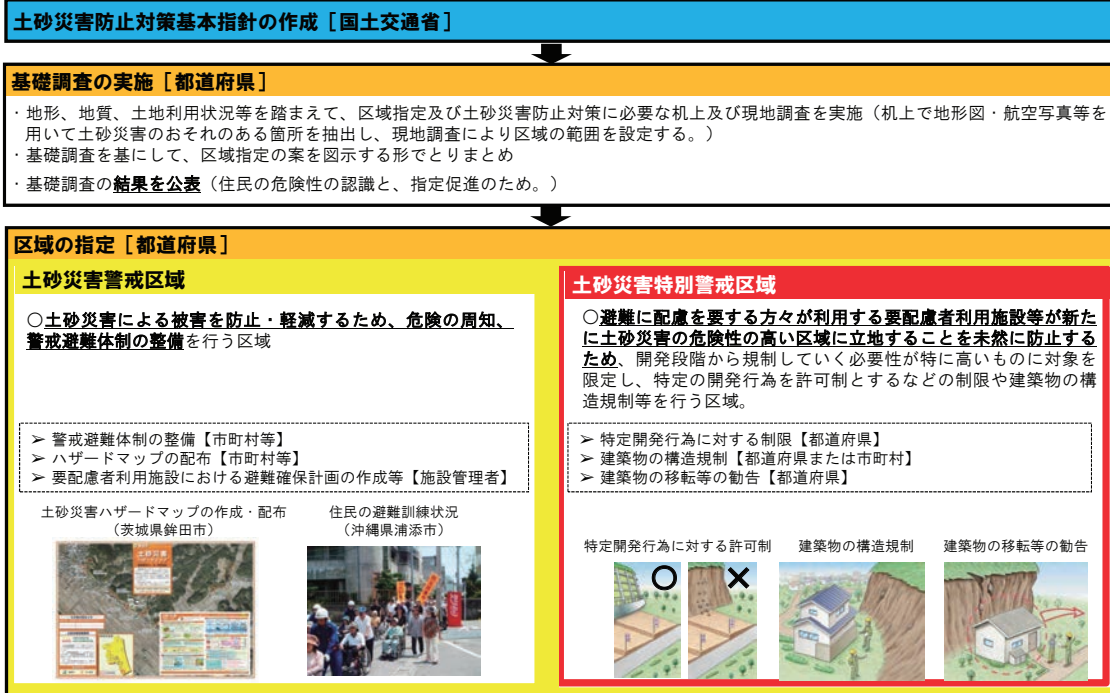 土砂災害防止対策基本指針の作成［国土交通省］
基礎調査の実施［都道府県］
・地形、地質、土地利用状況等を踏まえて、区域指定及び土砂災害防止対策に必要な机上及び現地調査を実施（机上で地形図・航空写真等を
用いて土砂災害のおそれのある箇所を抽出し、現地調査により区域の範囲を設定する。）
・基礎調査を基にして、区域指定の案を図示する形でとりまとめ
・基礎調査の結果を公表（住民の危険性の認識と、指定促進のため。）
区域の指定［都道府県］
土砂災害警戒区域
○土砂災害による被害を防止・軽減するため、危険の周知、
警戒避難体制の整備を行う区域
➢ 警戒避難体制の整備【市町村等】
➢ ハザードマップの配布【市町村等】
➢ 要配慮者利用施設における避難確保計画の作成等【施設管理者】
土砂災害ハザードマップの作成・配布
（茨城県鉾田市）
住民の避難訓練状況
（沖縄県浦添市）
土砂災害特別警戒区域
○避難に配慮を要する方々が利用する要配慮者利用施設等が新た
に土砂災害の危険性の高い区域に立地することを未然に防止する
ため、開発段階から規制していく必要性が特に高いものに対象を
限定し、特定の開発行為を許可制とするなどの制限や建築物の構
造規制等を行う区域。
➢ 特定開発行為に対する制限【都道府県】
➢ 建築物の構造規制【都道府県または市町村】
➢ 建築物の移転等の勧告【都道府県】
特定開発行為に対する許可制
建築物の構造規制
建築物の移転等の勧告